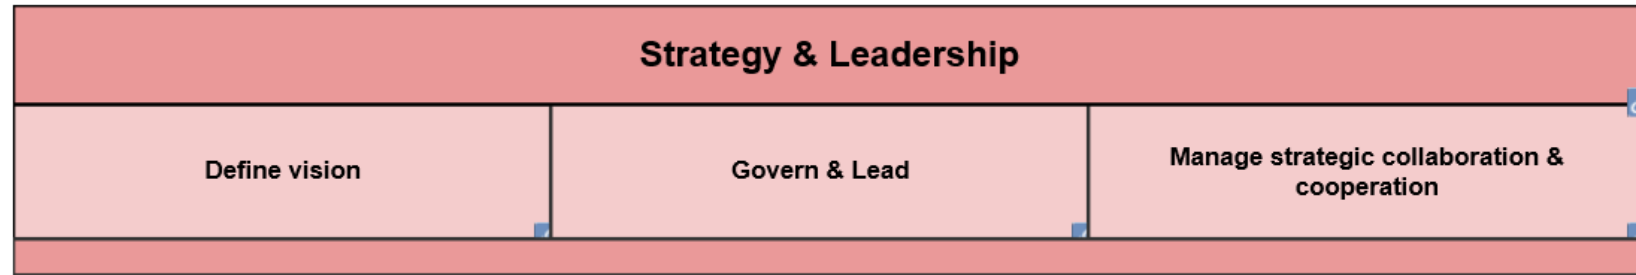 Strategy & Leadership
Define vision
Govern & Lead
Manage strategic collaboration &
cooperation